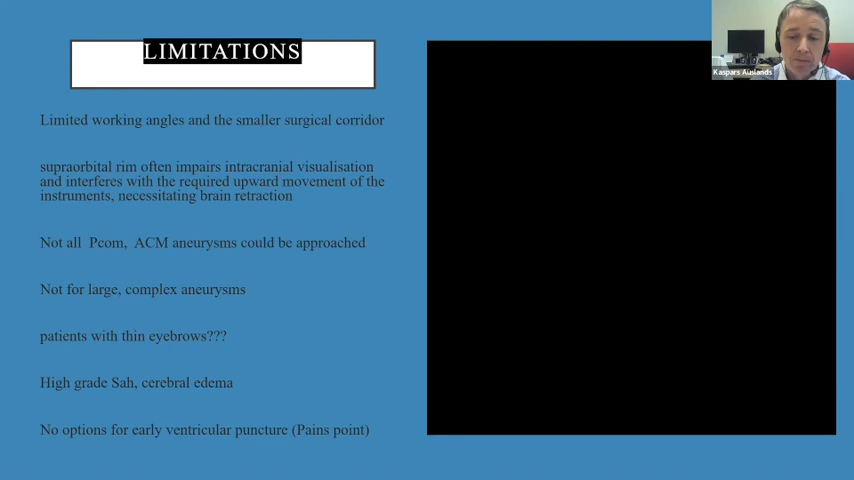 LIMITATIONS
Kaspars Auslands
Limited working angles and the smaller surgical corridor
supraorbital rim often impairs intracranial visualisation
and interferes with the required upward movement of the
instruments, necessitating brain retraction
Not all  Pcom,  ACM aneurysms could be approached
Not for large, complex aneurysms
patients with thin eyebrows???
High grade Sah, cerebral edema
No options for early ventricular puncture (Pains point)